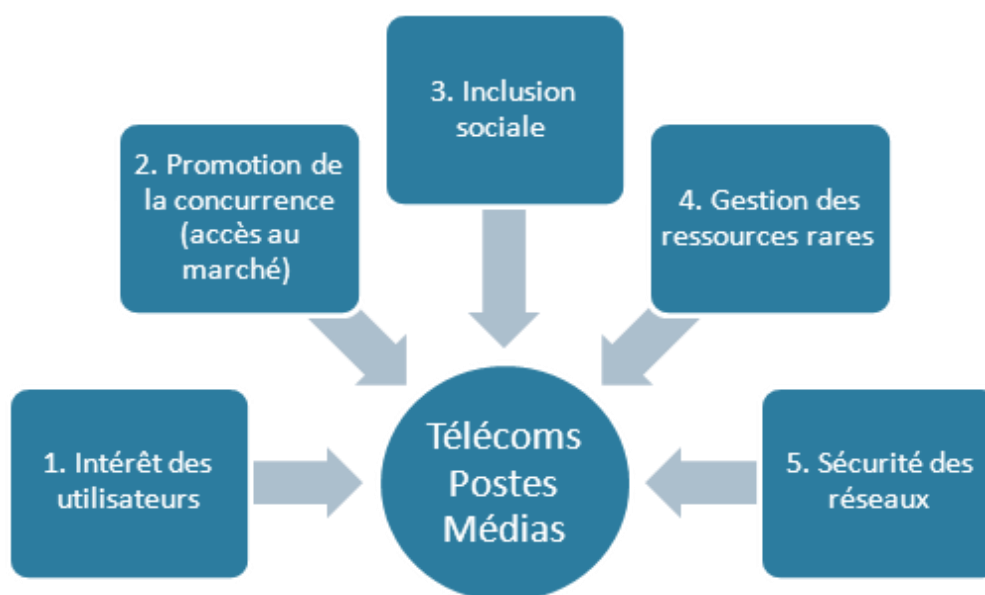 1. Intérêt des
utilisateurs
2. Promotion de
la concurrence
(accès au
marché)
3. Inclusion
sociale
4. Gestion des
ressources rares
5. Sécurité des
réseaux
Télécoms
Postes
Médias